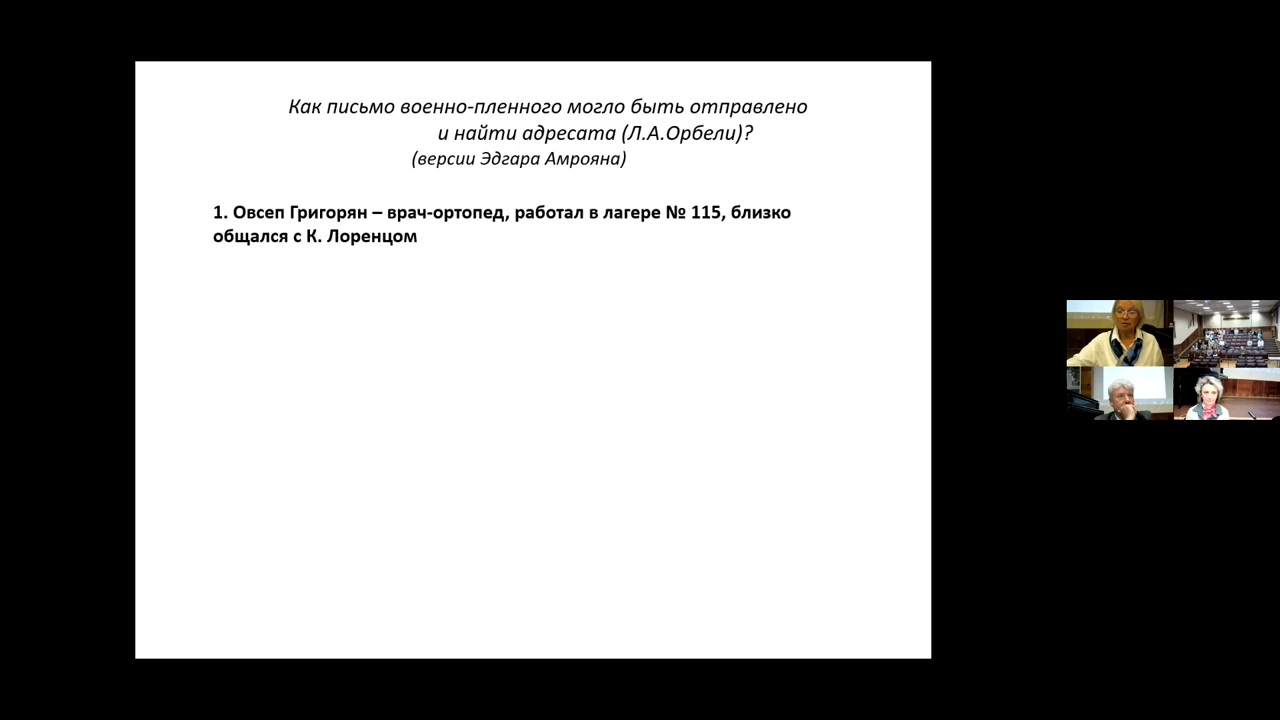 Как письмо военно-пленного могло быть отправлено
и найти адресата (Л.А.Орбели)?
(версии Эдгара Амрояна)
1. Овсеп Григорян – врач-ортопед, работал в лагере № 115, близко
общался с К. Лоренцом